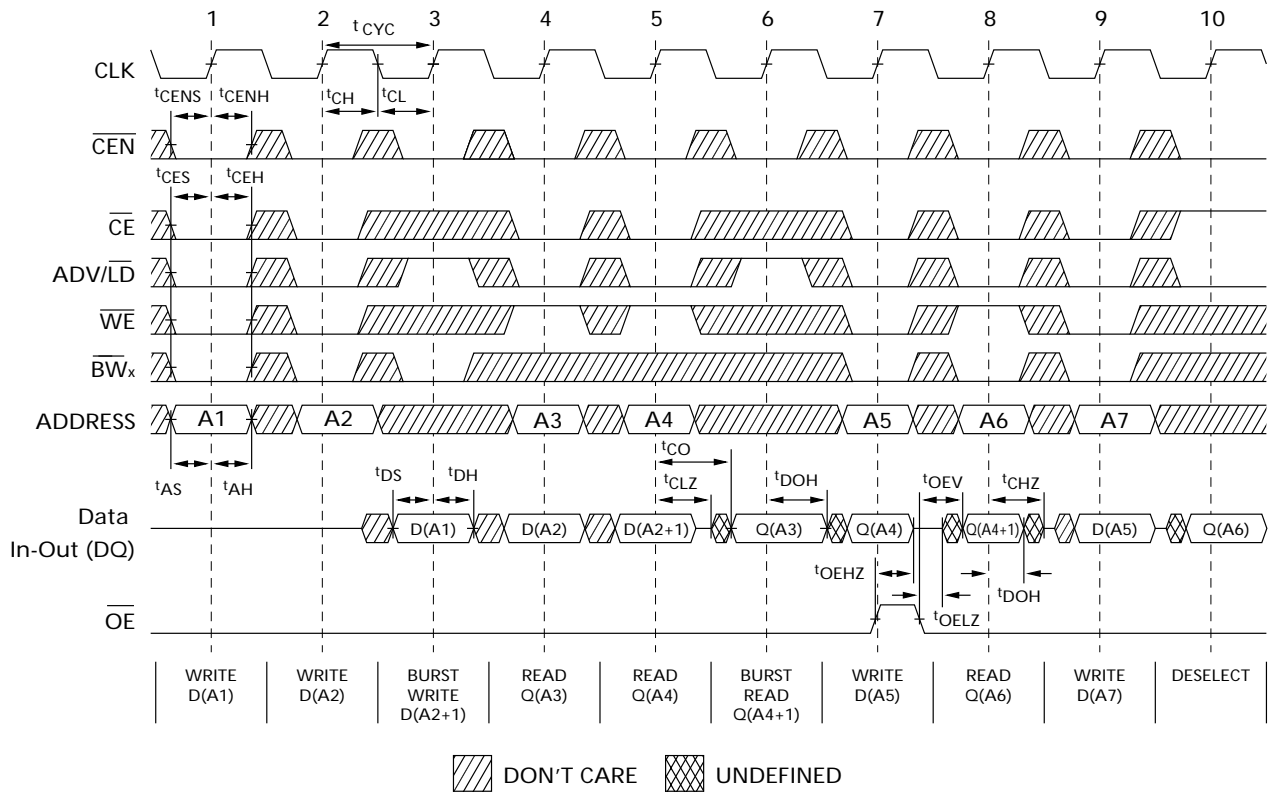 1 2 3 4 5 6 7 8 9 10
tCYC
CLK
tCENS tCENH tCH tCL
CEN
tCES tCEH
CE
ADV/LD
WE
BWx
ADDRESS A1 A2 A3 A4 A5 A6 A7
tAS tAH tDS tDH tCO tCLZ tDOH tOEV tCHZ
Data
In-Out (DQ) D(A1) D(A2) D(A2+1) Q(A3) Q(A4) Q(A4+1) D(A5) Q(A6)
tOEHZ tDOH
tOELZ
OE
WRITE WRITE BURST READ READ BURST WRITE READ WRITE DESELECT
D(A1) D(A2) WRITE Q(A3) Q(A4) READ D(A5) Q(A6) D(A7)
D(A2+1) Q(A4+1)
DON'T CARE UNDEFINED